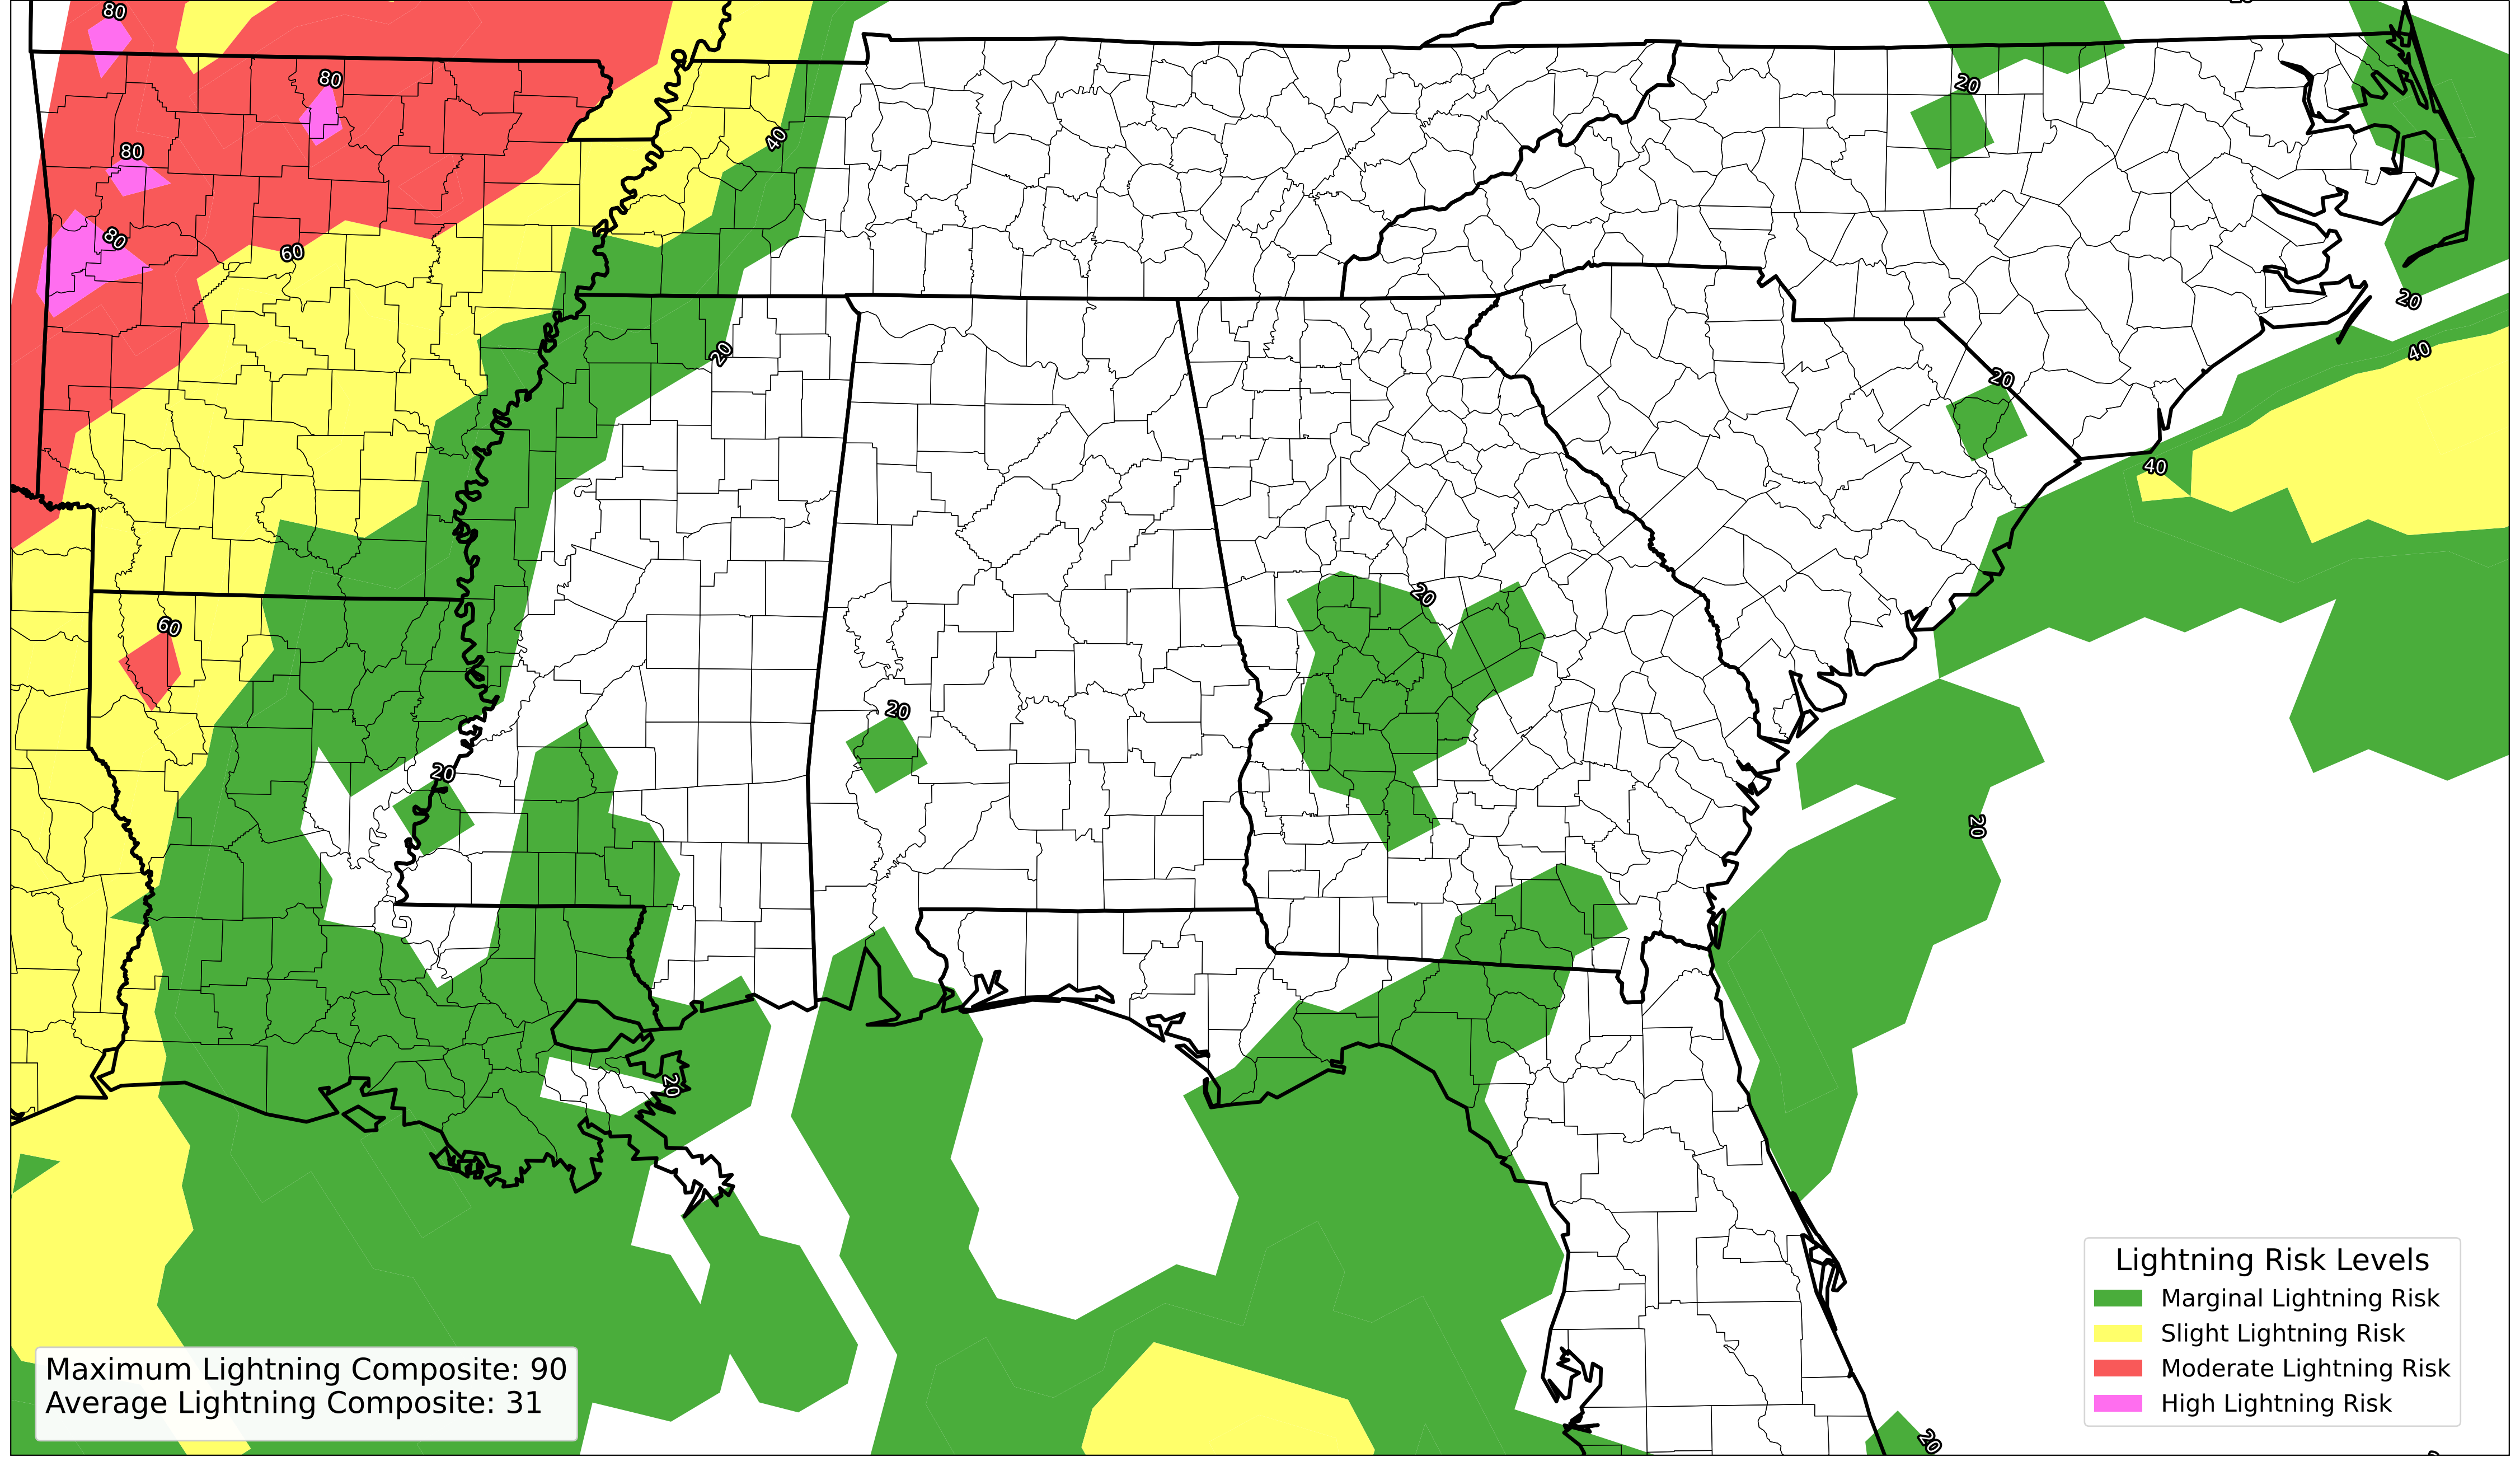 80
80
20
40
80
80
60
20
20
40
20
20
40
60
20
20
20
20
20
Lightning Risk Levels
Marginal Lightning Risk
Slight Lightning Risk
Moderate Lightning Risk
High Lightning Risk
Maximum Lightning Composite: 90
Average Lightning Composite: 31
20